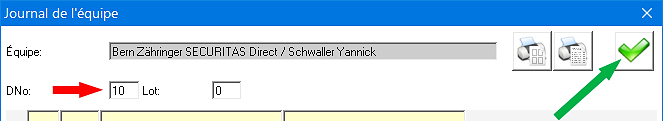 Journal de l'équipe
Équipe: Bern Zähringer SECURITAS Direct / Schwaller Yannick
DNo: 10 Lot: 0